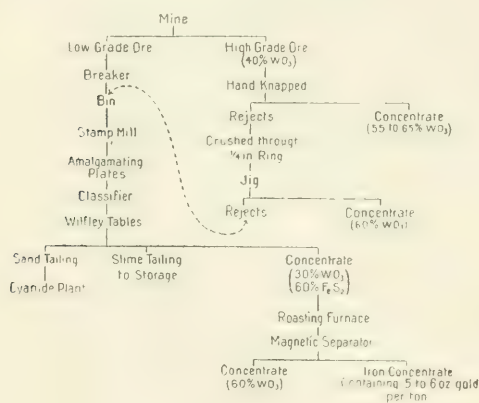 Mine
Low Grade Ore
High Grade Ore
(40% WO3)
Breaker
Hand Knapped
Bin
Rejects
Concentrate
(55 to 65% WO3)
Stamp Mill
Crushed through
1/4 in Ring
Amalgamating
Plates
Jig
Classifier
Rejects
Concentrate
(60% WO3)
Wilfley Tables
Sand Tailing
Slime Tailing
to Storage
Concentrate
(30% WO3)
(60% FeS2)
Cyanide Plant
Roasting Furnace
Magnetic Separator
Concentrate
(60% WO3)
Iron Concentrate
Containing 5 to 6 oz gold
per ton